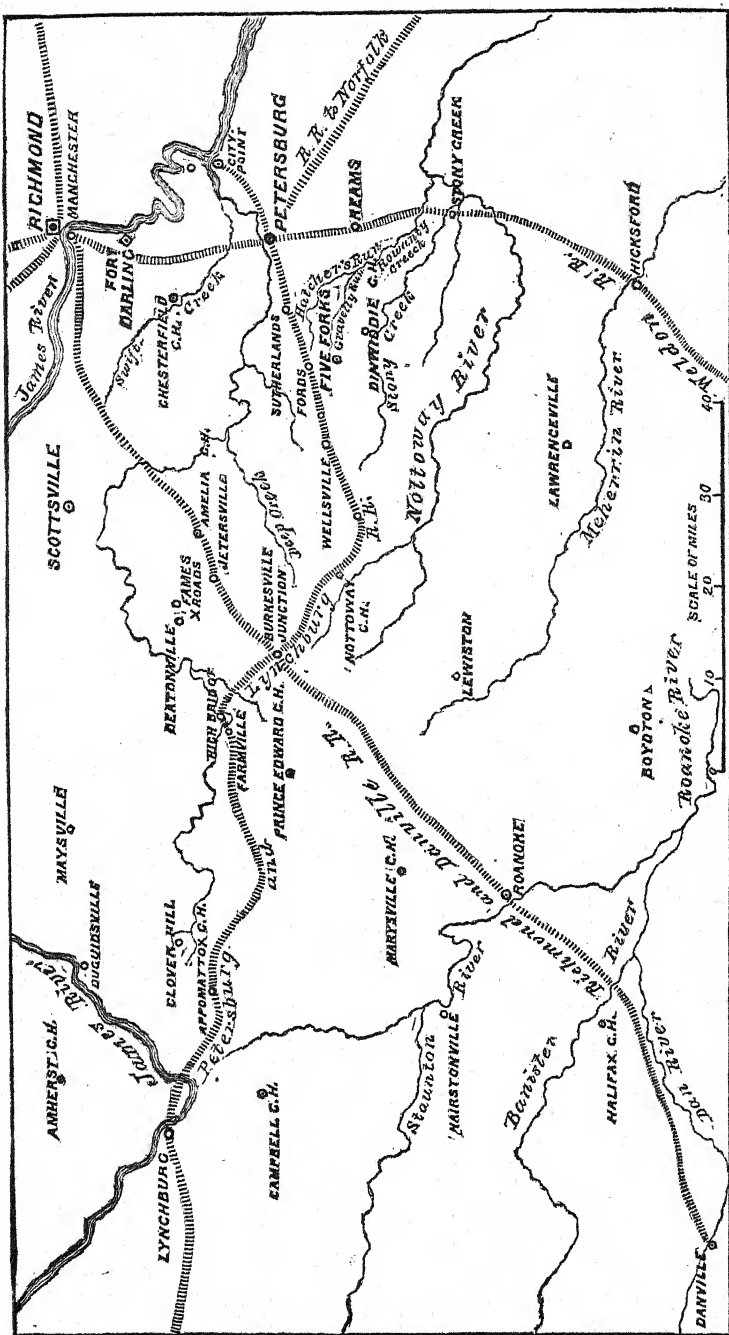 RICHMOND
MANCHESTER
James River
FORT
DARLING
CITY
POINT
PETERSBURG
R. R. to Norfolk
Swift
Creek
CHESTERFIELD
C.H.
REAMS
STONY CREEK
Hatcher's Run
Gravelly Run
Rowanty
Creek
SUTHERLANDS
FORDS
FIVE FORKS
DINWIDDIE C.H.
Stony Creek
HICKSFORD
Weldon
R. R.
SCOTTSVILLE
AMELIA C.H.
JETERSVILLE
FAMES
X ROADS
DEATONVILLE
Deep Creek
WELLSVILLE
Nottoway River
LAWRENCEVILLE
Meherrin River
BURKESVILLE
JUNCTION
NOTTOWAY
C.H.
HIGH BRIDGE
FARMVILLE
PRINCE EDWARD C.H.
LEWISTON
BOYDTON
Roanoke River
SCALE OF MILES
10
20
30
40
MAYSVILLE
DUGUIDSVILLE
CLOVER HILL
APPOMATTOX C.H.
Petersburg
and
Lynchburg
R.R.
MARYSVILLE C.H.
ROANOKE
Richmond and Danville R.R.
AMHERST C.H.
James River
LYNCHBURG
CAMPBELL C.H.
Staunton
River
HAIRSTONVILLE
Banister
River
HALIFAX C.H.
Dan River
DANVILLE